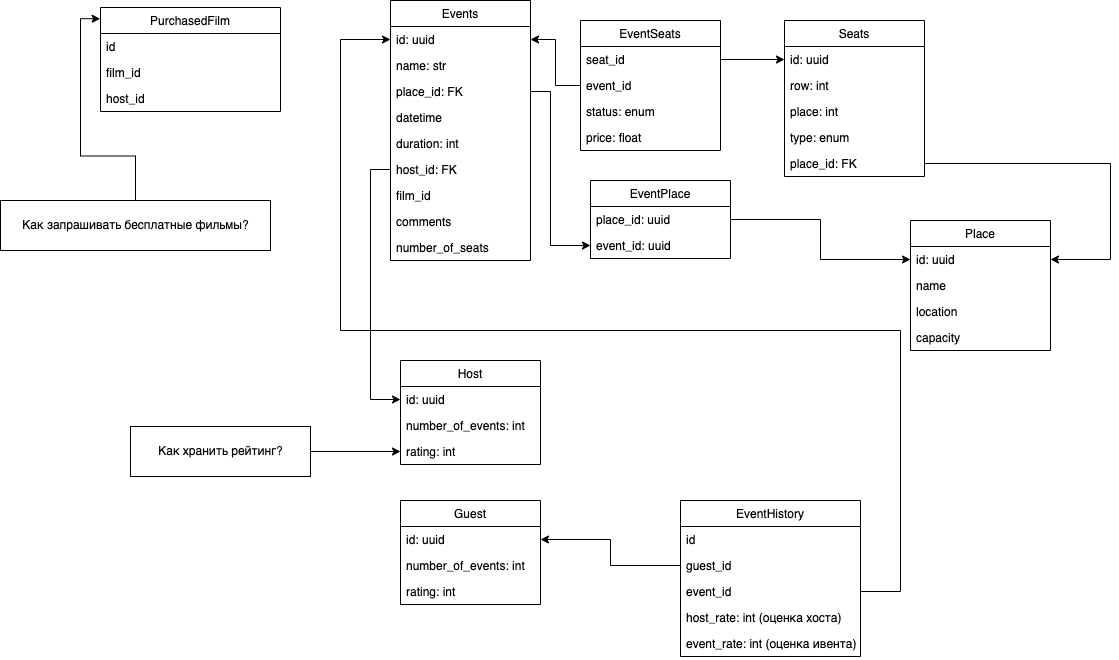 PurchasedFilm
id
film_id
host_id
Как запрашивать бесплатные фильмы?
Events
id: uuid
name: str
place_id: FK
datetime
duration: int
host_id: FK
film_id
comments
number_of_seats
EventSeats
seat_id
event_id
status: enum
price: float
Seats
id: uuid
row: int
place: int
type: enum
place_id: FK
EventPlace
place_id: uuid
event_id: uuid
Place
id: uuid
name
location
capacity
Host
id: uuid
number_of_events: int
rating: int
Как хранить рейтинг?
Guest
id: uuid
number_of_events: int
rating: int
EventHistory
id
guest_id
event_id
host_rate: int (оценка хоста)
event_rate: int (оценка ивента)